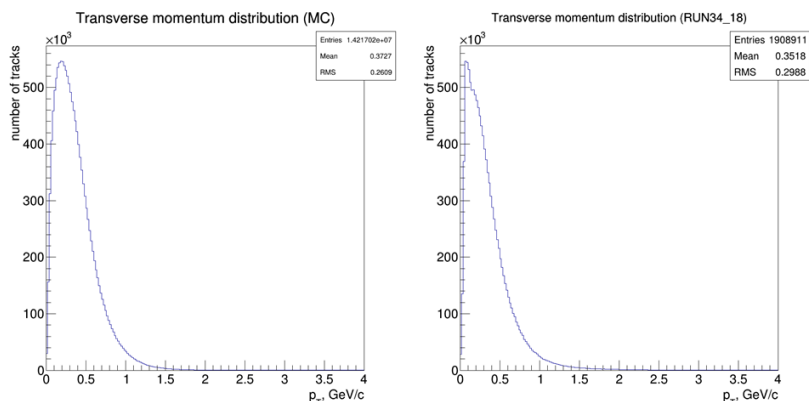 Transverse momentum distribution (MC)
×10³
Entries 1.421702e+07
Mean 0.3727
RMS 0.2609
number of tracks
500
400
300
200
100
0
0 0.5 1 1.5 2 2.5 3 3.5 4
p_T, GeV/c
Transverse momentum distribution (RUN34_18)
×10³
Entries 1908911
Mean 0.3518
RMS 0.2988
number of tracks
500
400
300
200
100
0
0 0.5 1 1.5 2 2.5 3 3.5 4
p_T, GeV/c